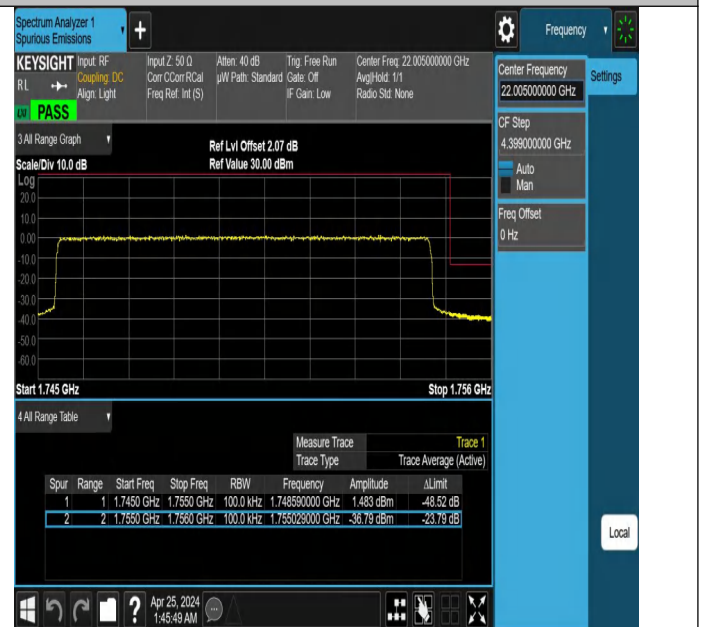 Spectrum Analyzer 1
Spurious Emissions
+
Frequency
KEYSIGHT
RL
PASS
Input: RF
Coupling: DC
Align: Light
Input Z: 50 Ω
Corr CCorr RCal
Freq Ref: Int (S)
Atten: 40 dB
µW Path: Standard
Trig: Free Run
Gate: Off
IF Gain: Low
Center Freq: 22.005000000 GHz
Avg|Hold: 1/1
Radio Std: None
Center Frequency
22.005000000 GHz
Settings
CF Step
4.399000000 GHz
Auto
Man
Freq Offset
0 Hz
3 All Range Graph
Ref Lvl Offset 2.07 dB
Scale/Div 10.0 dB
Ref Value 30.00 dBm
Log
20.0
10.0
0.00
-10.0
-20.0
-30.0
-40.0
-50.0
-60.0
Start 1.745 GHz
Stop 1.756 GHz
4 All Range Table
Measure Trace Trace 1
Trace Type Trace Average (Active)
Spur Range Start Freq Stop Freq RBW Frequency Amplitude ΔLimit
1 1 1.7450 GHz 1.7550 GHz 100.0 kHz 1.748590000 GHz 1.483 dBm -48.52 dB
2 2 1.7550 GHz 1.7560 GHz 100.0 kHz 1.755029000 GHz -36.79 dBm -23.79 dB
Local
?
Apr 25, 2024
1:45:49 AM